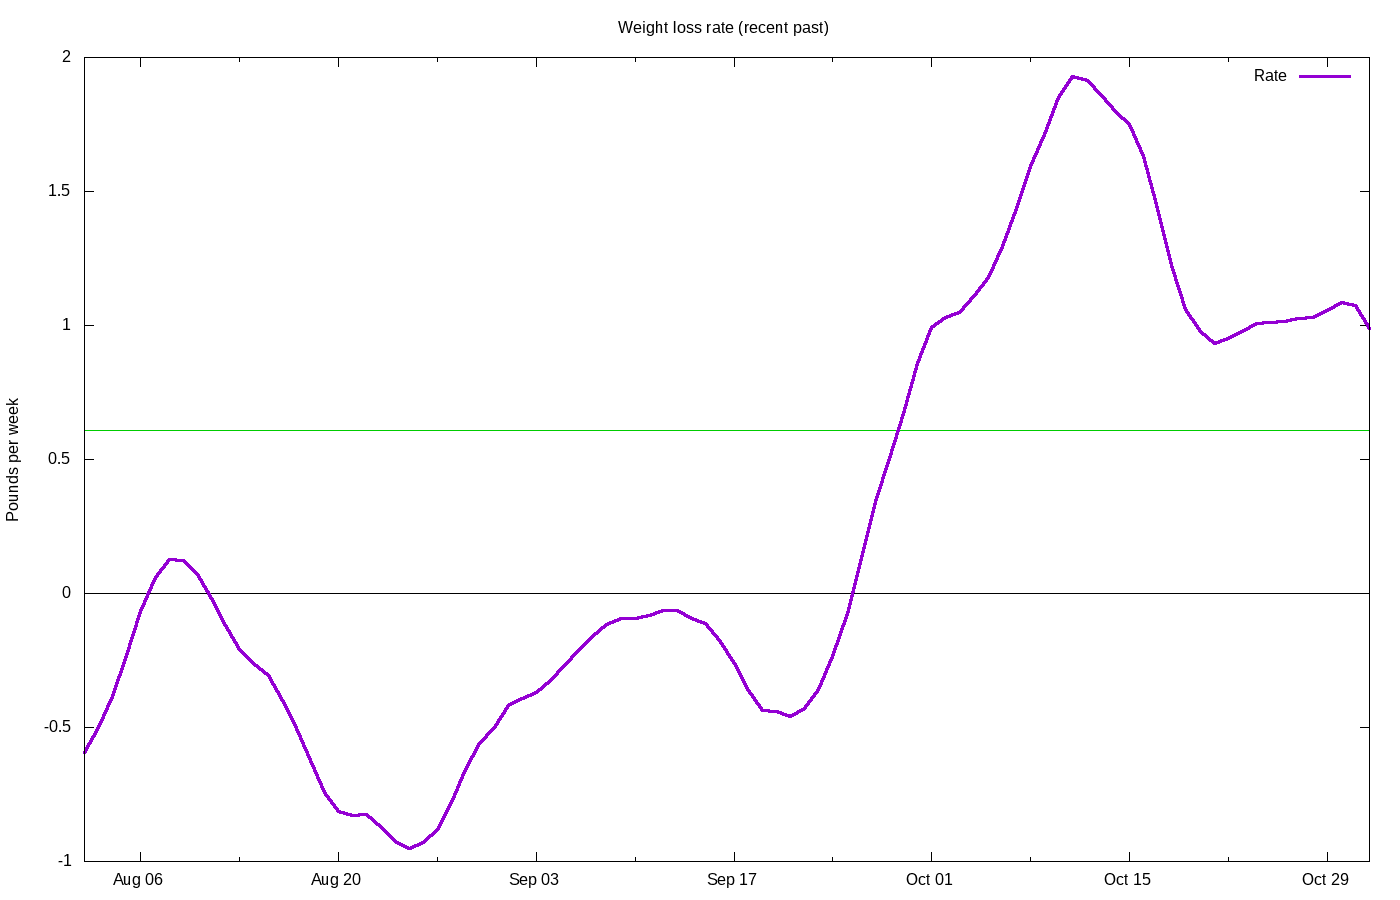 Weight loss rate (recent past)
Rate
Pounds per week
2
1.5
1
0.5
0
-0.5
-1
Aug 06
Aug 20
Sep 03
Sep 17
Oct 01
Oct 15
Oct 29